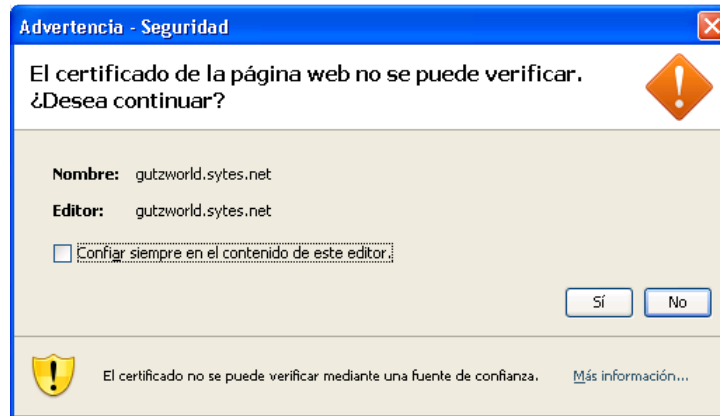 Advertencia - Seguridad
El certificado de la página web no se puede verificar.
¿Desea continuar?
Nombre: gutzworld.sytes.net
Editor: gutzworld.sytes.net
Confiar siempre en el contenido de este editor.
Sí No
El certificado no se puede verificar mediante una fuente de confianza. Más información...